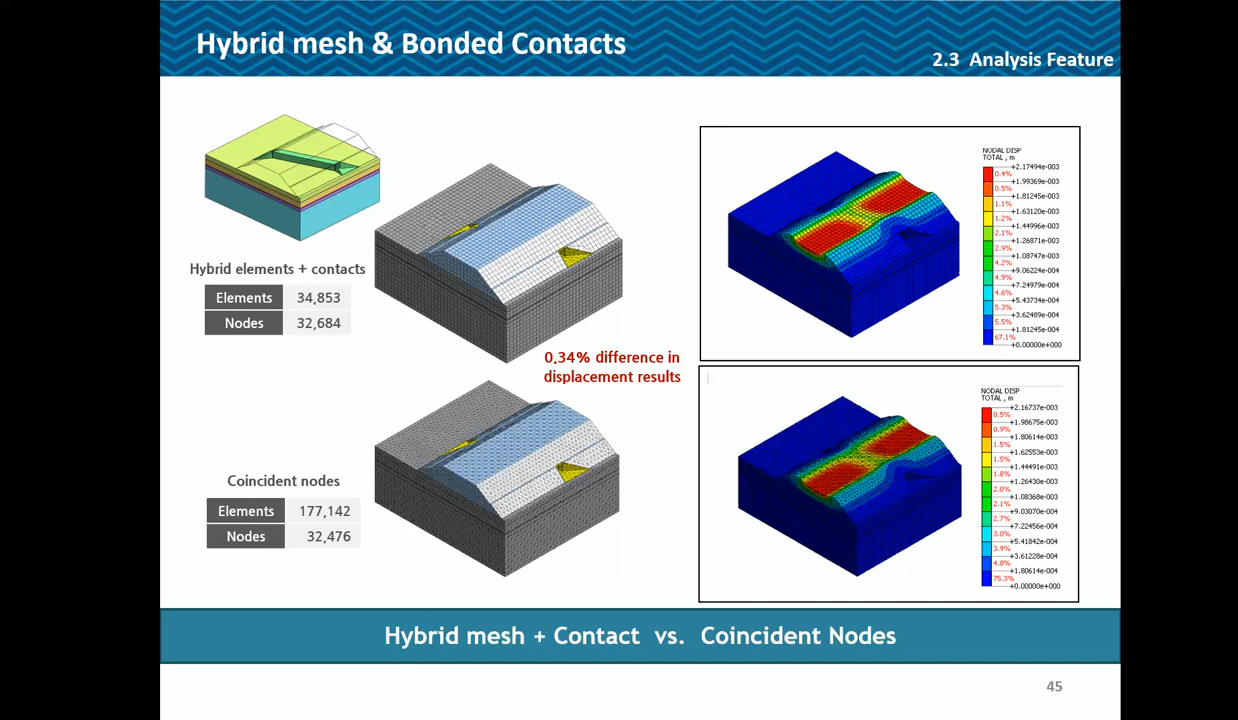 Hybrid mesh & Bonded Contacts
2.3 Analysis Feature
Hybrid elements + contacts
Elements 34,853
Nodes 32,684
0.34% difference in
displacement results
Coincident nodes
Elements 177,142
Nodes 32,476
NODAL DISP
TOTAL , m
+2.17494e-003
0.4%
+1.99369e-003
0.5%
+1.81245e-003
1.1%
+1.63120e-003
1.2%
+1.44996e-003
2.1%
+1.26871e-003
2.9%
+1.08747e-003
4.2%
+9.06224e-004
4.9%
+7.24979e-004
4.6%
+5.43734e-004
5.3%
+3.62489e-004
5.5%
+1.81245e-004
67.1%
+0.00000e+000
NODAL DISP
TOTAL , m
+2.16737e-003
0.5%
+1.98675e-003
0.9%
+1.80614e-003
1.5%
+1.62553e-003
1.5%
+1.44491e-003
1.8%
+1.26430e-003
2.0%
+1.08368e-003
2.1%
+9.03070e-004
2.7%
+7.22456e-004
3.0%
+5.41842e-004
3.9%
+3.61228e-004
4.8%
+1.80614e-004
75.3%
+0.00000e+000
Hybrid mesh + Contact vs. Coincident Nodes
45